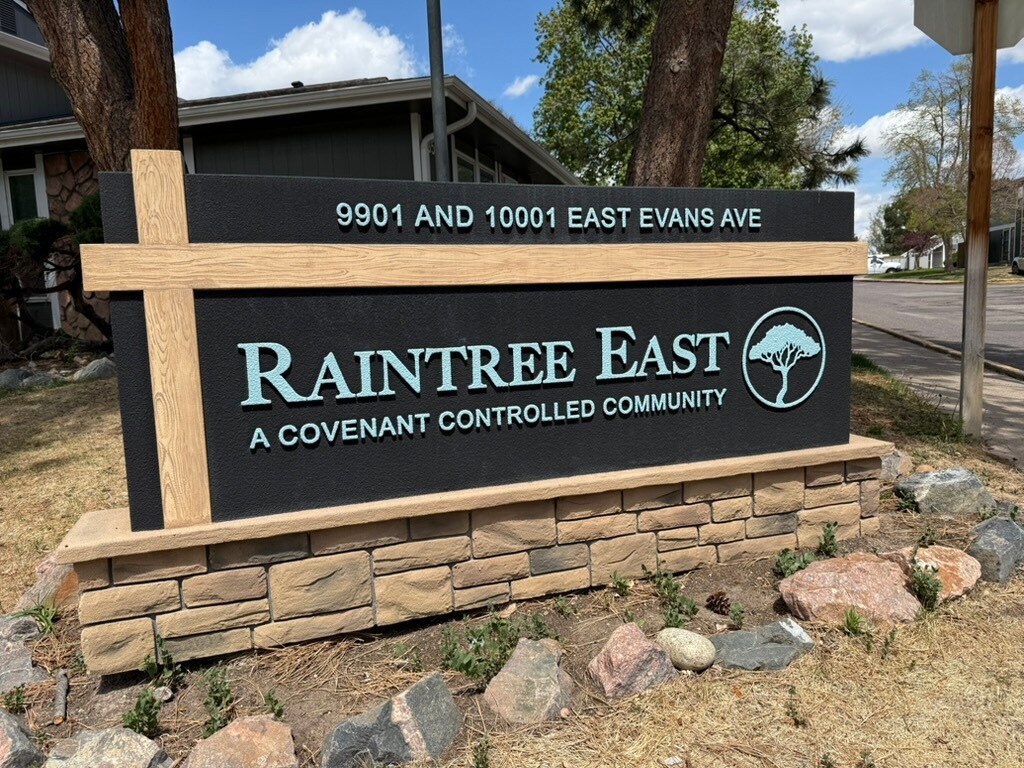 9901 AND 10001 EAST EVANS AVE
RAINTREE EAST
A COVENANT CONTROLLED COMMUNITY